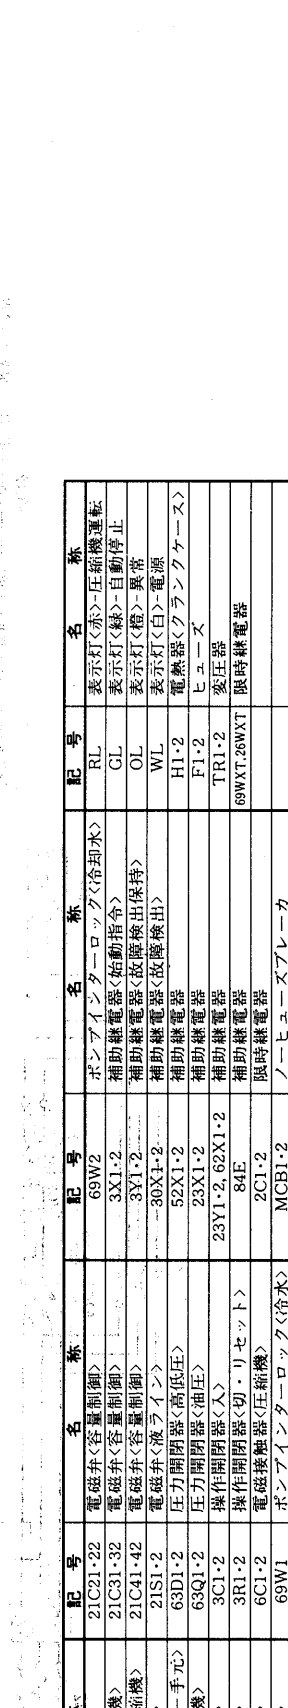 記 号 名 称 記 号 名 称 記 号 名 称
21C21・22 電磁弁<容量制御> 69W2 ポンプインターロック<冷却水> RL 表示灯<赤>-圧縮機運転
21C31・32 電磁弁<容量制御> 3X1・2 補助継電器<始動指令> GL 表示灯<緑>-自動停止
21C41・42 電磁弁<容量制御> 3Y1・2 補助継電器<故障検出保持> OL 表示灯<橙>-異常
21S1・2 電磁弁<液ライン> 30X1・2 補助継電器<故障検出> WL 表示灯<白>-電源
63D1・2 圧力開閉器<高低圧> 52X1・2 補助継電器 H1・2 電熱器<クランクケース>
63Q1・2 圧力開閉器<油圧> 23X1・2 補助継電器 F1・2 ヒューズ
3C1・2 操作開閉器<入> 23Y1・2, 62X1・2 補助継電器 TR1・2 変圧器
3R1・2 操作開閉器<切・リセット> 84E 補助継電器 69WXT.26WXT 限時継電器
6C1・2 電磁接触器<圧縮機> 2C1・2 限時継電器
69W1 ポンプインターロック<冷水> MCB1・2 ノーヒューズブレーカ